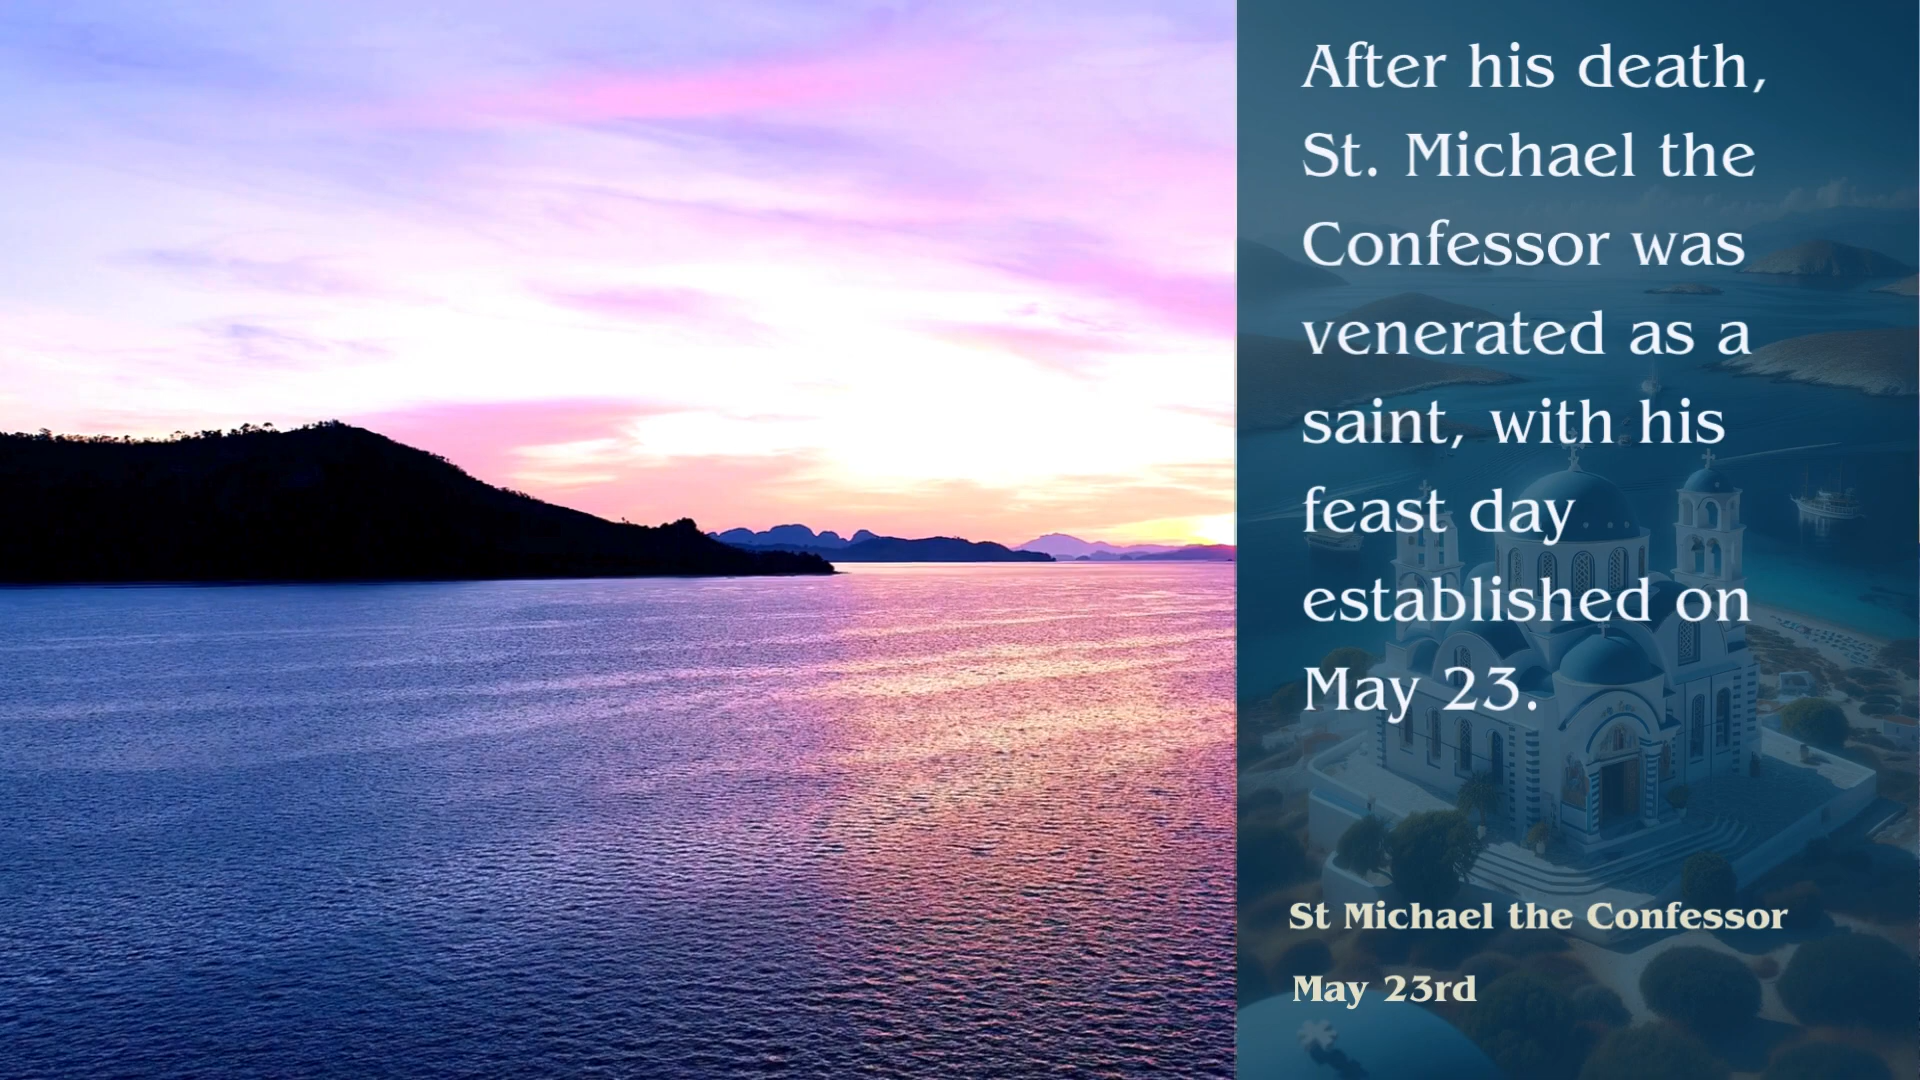 After his death,
St. Michael the
Confessor was
venerated as a
saint, with his
feast day
established on
May 23.
St Michael the Confessor
May 23rd